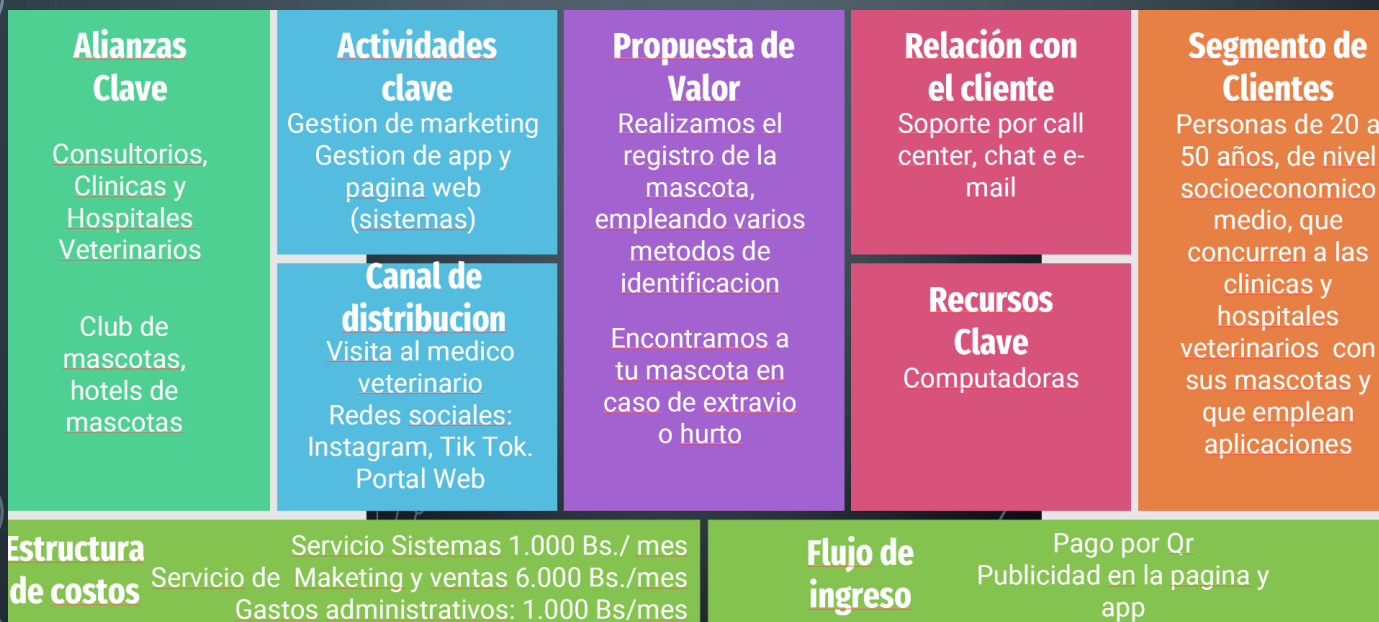 Alianzas
Clave
Consultorios,
Clinicas y
Hospitales
Veterinarios
Club de
mascotas,
hotels de
mascotas
Actividades
clave
Gestion de marketing
Gestion de app y
pagina web
(sistemas)
Canal de
distribucion
Visita al medico
veterinario
Redes sociales:
Instagram, Tik Tok.
Portal Web
Propuesta de
Valor
Realizamos el
registro de la
mascota,
empleando varios
metodos de
identificacion
Encontramos a
tu mascota en
caso de extravio
o hurto
Relación con
el cliente
Soporte por call
center, chat e e-
mail
Recursos
Clave
Computadoras
Segmento de
Clientes
Personas de 20 a
50 años, de nivel
socioeconomico
medio, que
concurren a las
clinicas y
hospitales
veterinarios con
sus mascotas y
que emplean
aplicaciones
Estructura
de costos
Servicio Sistemas 1.000 Bs./ mes
Servicio de Maketing y ventas 6.000 Bs./mes
Gastos administrativos: 1.000 Bs/mes
Flujo de
ingreso
Pago por Qr
Publicidad en la pagina y
app